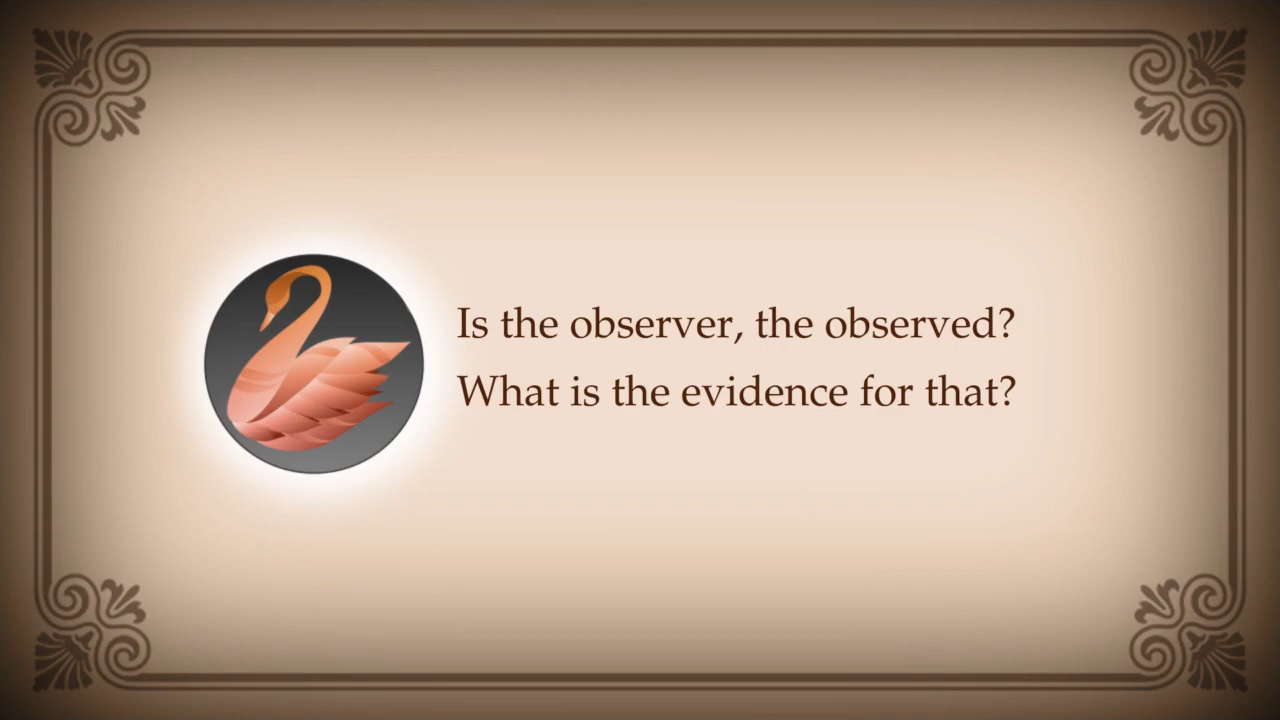 Is the observer, the observed?
What is the evidence for that?